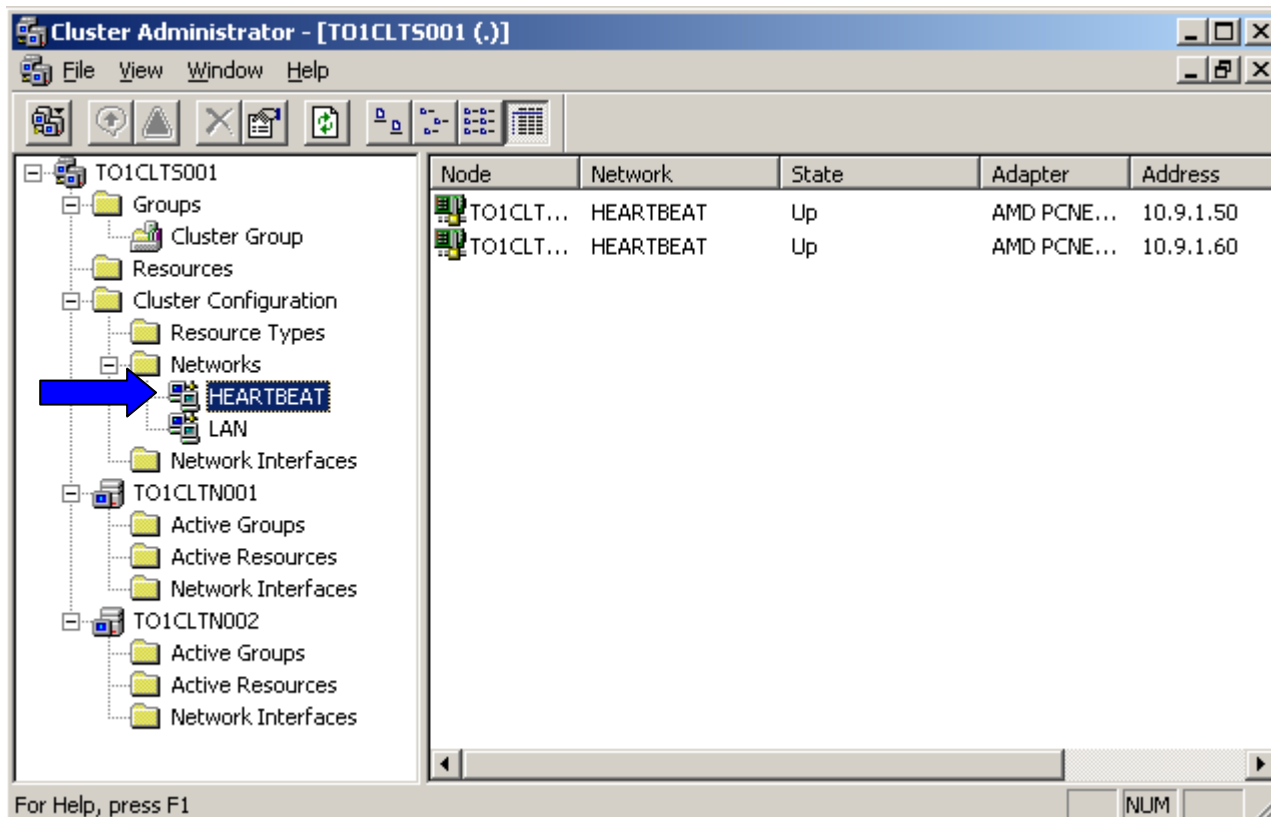 Cluster Administrator - [TO1CLTS001 (.)]
File View Window Help
TO1CLTS001
Groups
Cluster Group
Resources
Cluster Configuration
Resource Types
Networks
HEARTBEAT
LAN
Network Interfaces
TO1CLTN001
Active Groups
Active Resources
Network Interfaces
TO1CLTN002
Active Groups
Active Resources
Network Interfaces
Node Network State Adapter Address
TO1CLT... HEARTBEAT Up AMD PCNE... 10.9.1.50
TO1CLT... HEARTBEAT Up AMD PCNE... 10.9.1.60
For Help, press F1 NUM